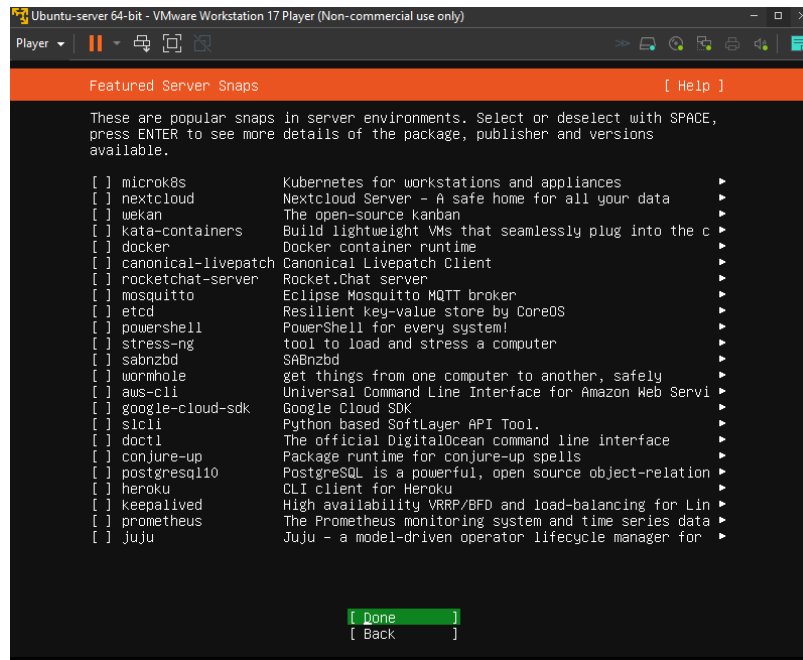 Ubuntu-server 64-bit - VMware Workstation 17 Player (Non-commercial use only)
Player
Featured Server Snaps [ Help ]
These are popular snaps in server environments. Select or deselect with SPACE,
press ENTER to see more details of the package, publisher and versions
available.
[ ] microk8s Kubernetes for workstations and appliances ►
[ ] nextcloud Nextcloud Server - A safe home for all your data ►
[ ] wekan The open-source kanban ►
[ ] kata-containers Build lightweight VMs that seamlessly plug into the c ►
[ ] docker Docker container runtime ►
[ ] canonical-livepatch Canonical Livepatch Client ►
[ ] rocketchat-server Rocket.Chat server ►
[ ] mosquitto Eclipse Mosquitto MQTT broker ►
[ ] etcd Resilient key-value store by CoreOS ►
[ ] powershell PowerShell for every system! ►
[ ] stress-ng tool to load and stress a computer ►
[ ] sabnzbd SABnzbd ►
[ ] wormhole get things from one computer to another, safely ►
[ ] aws-cli Universal Command Line Interface for Amazon Web Servi ►
[ ] google-cloud-sdk Google Cloud SDK ►
[ ] slcli Python based SoftLayer API Tool. ►
[ ] doctl The official DigitalOcean command line interface ►
[ ] conjure-up Package runtime for conjure-up spells ►
[ ] postgresql10 PostgreSQL is a powerful, open source object-relation ►
[ ] heroku CLI client for Heroku ►
[ ] keepalived High availability VRRP/BFD and load-balancing for Lin ►
[ ] prometheus The Prometheus monitoring system and time series data ►
[ ] juju Juju - a model-driven operator lifecycle manager for ►
[ Done ]
[ Back ]